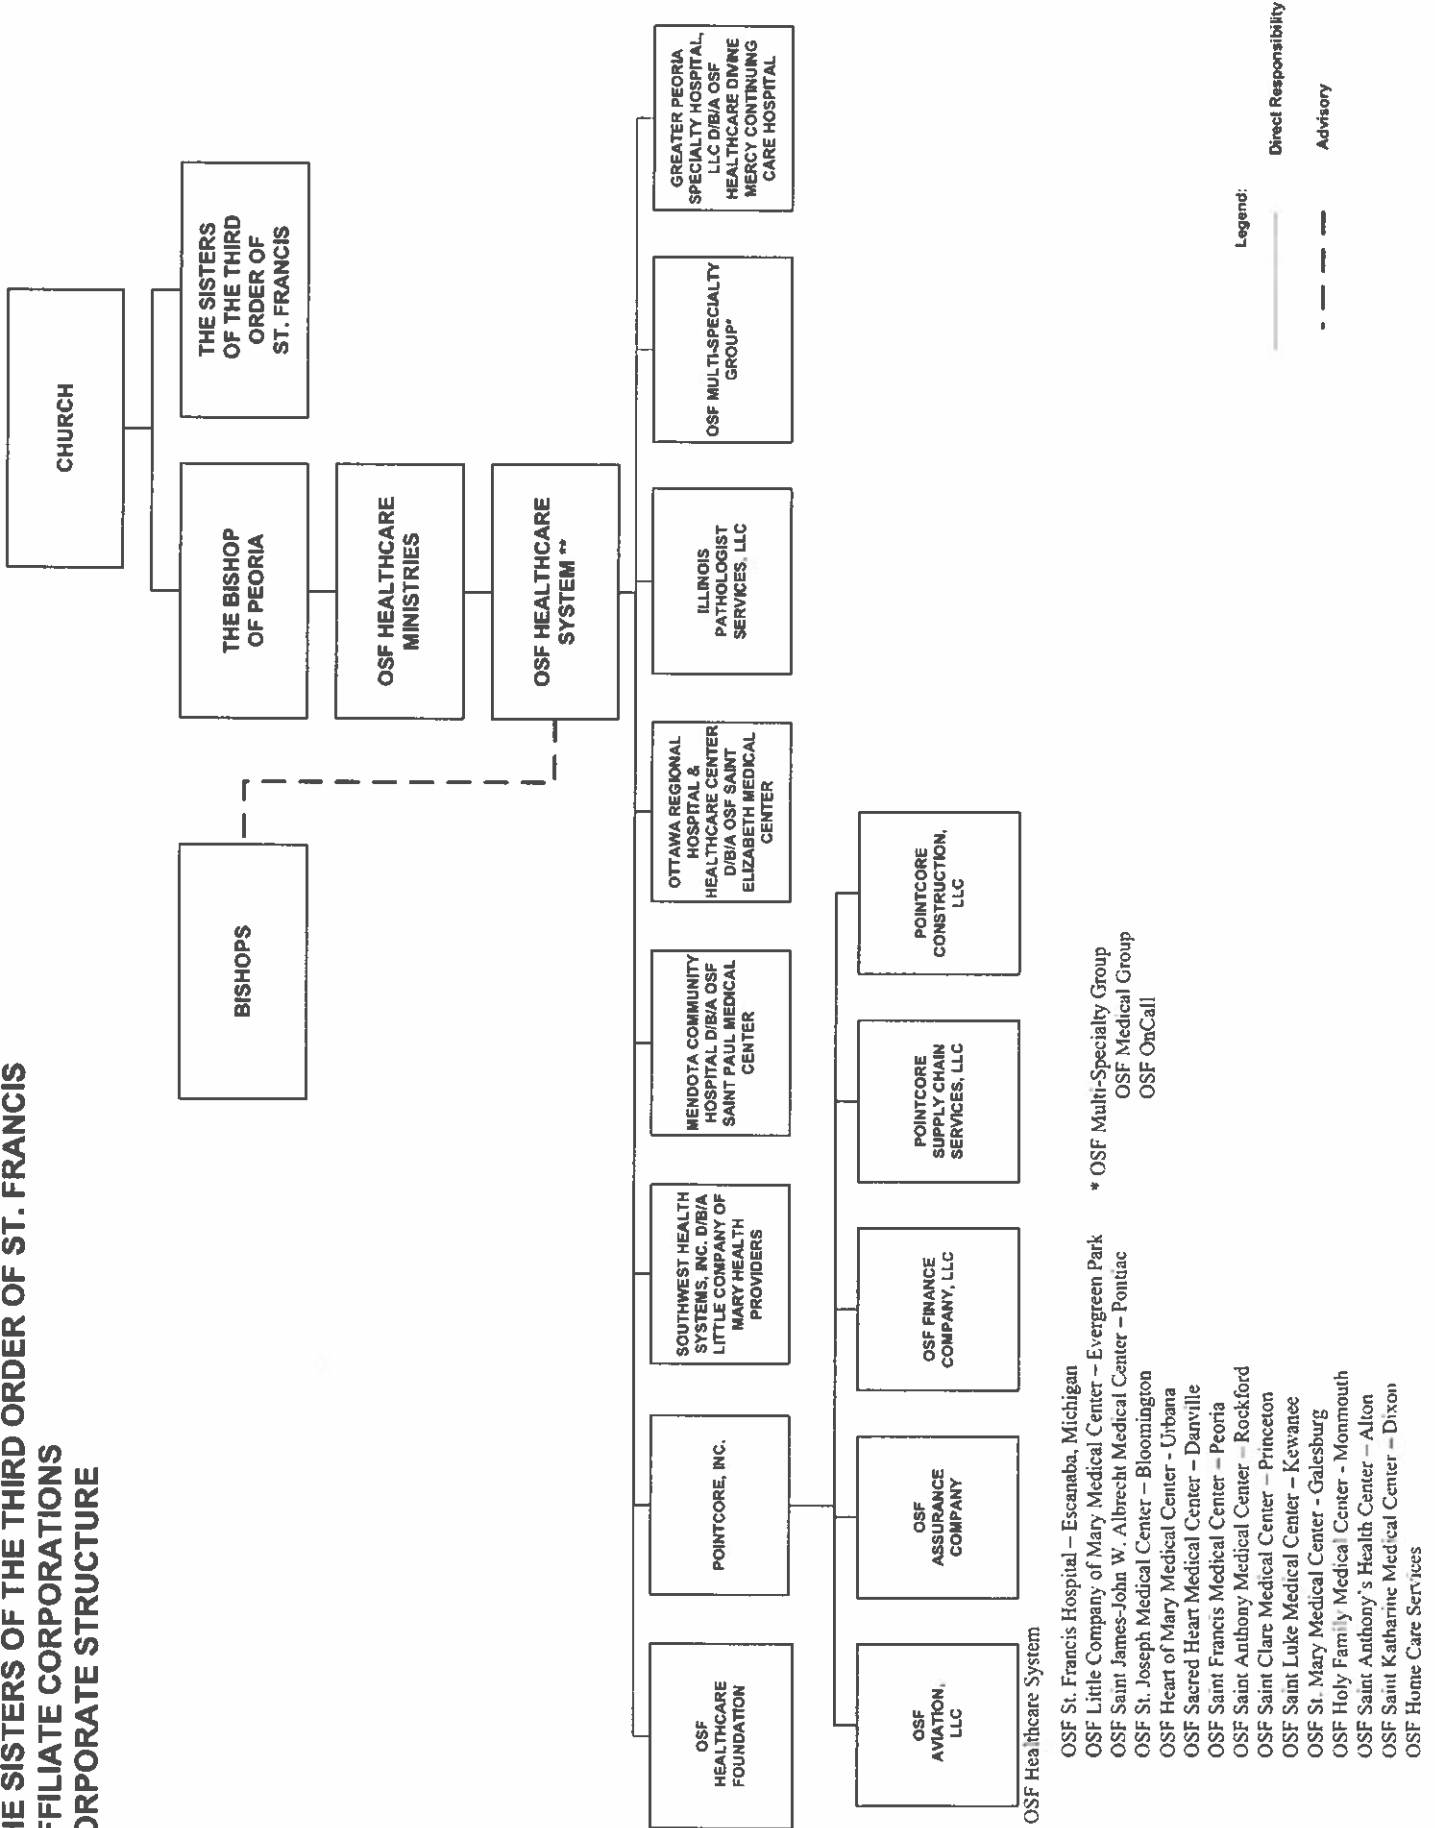 HE SISTERS OF THE THIRD ORDER OF ST. FRANCIS
FFILIATE CORPORATIONS
ORPORATE STRUCTURE
CHURCH
THE BISHOP
OF PEORIA
THE SISTERS
OF THE THIRD
ORDER OF
ST. FRANCIS
BISHOPS
OSF HEALTHCARE
MINISTRIES
OSF HEALTHCARE
SYSTEM **
OSF
HEALTHCARE
FOUNDATION
POINTCORE, INC.
SOUTHWEST HEALTH
SYSTEMS, INC. D/B/A
LITTLE COMPANY OF
MARY HEALTH
PROVIDERS
MENDOTA COMMUNITY
HOSPITAL D/B/A OSF
SAINT PAUL MEDICAL
CENTER
OTTAWA REGIONAL
HOSPITAL &
HEALTHCARE CENTER
D/B/A OSF SAINT
ELIZABETH MEDICAL
CENTER
ILLINOIS
PATHOLOGIST
SERVICES, LLC
OSF MULTI-SPECIALTY
GROUP*
GREATER PEORIA
SPECIALTY HOSPITAL,
LLC D/B/A OSF
HEALTHCARE DIVINE
MERCY CONTINUING
CARE HOSPITAL
OSF
AVIATION,
LLC
OSF
ASSURANCE
COMPANY
OSF FINANCE
COMPANY, LLC
POINTCORE
SUPPLY CHAIN
SERVICES, LLC
POINTCORE
CONSTRUCTION,
LLC
OSF Healthcare System
OSF St. Francis Hospital – Escanaba, Michigan
OSF Little Company of Mary Medical Center – Evergreen Park
OSF Saint James-John W. Albrecht Medical Center – Pontiac
OSF St. Joseph Medical Center – Bloomington
OSF Heart of Mary Medical Center - Urbana
OSF Sacred Heart Medical Center – Danville
OSF Saint Francis Medical Center – Peoria
OSF Saint Anthony Medical Center – Rockford
OSF Saint Clare Medical Center – Princeton
OSF Saint Luke Medical Center – Kewanee
OSF St. Mary Medical Center - Galesburg
OSF Holy Family Medical Center - Monmouth
OSF Saint Anthony's Health Center – Alton
OSF Saint Katharine Medical Center – Dixon
OSF Home Care Services
* OSF Multi-Specialty Group
OSF Medical Group
OSF OnCall
Legend:
Direct Responsibility
Advisory